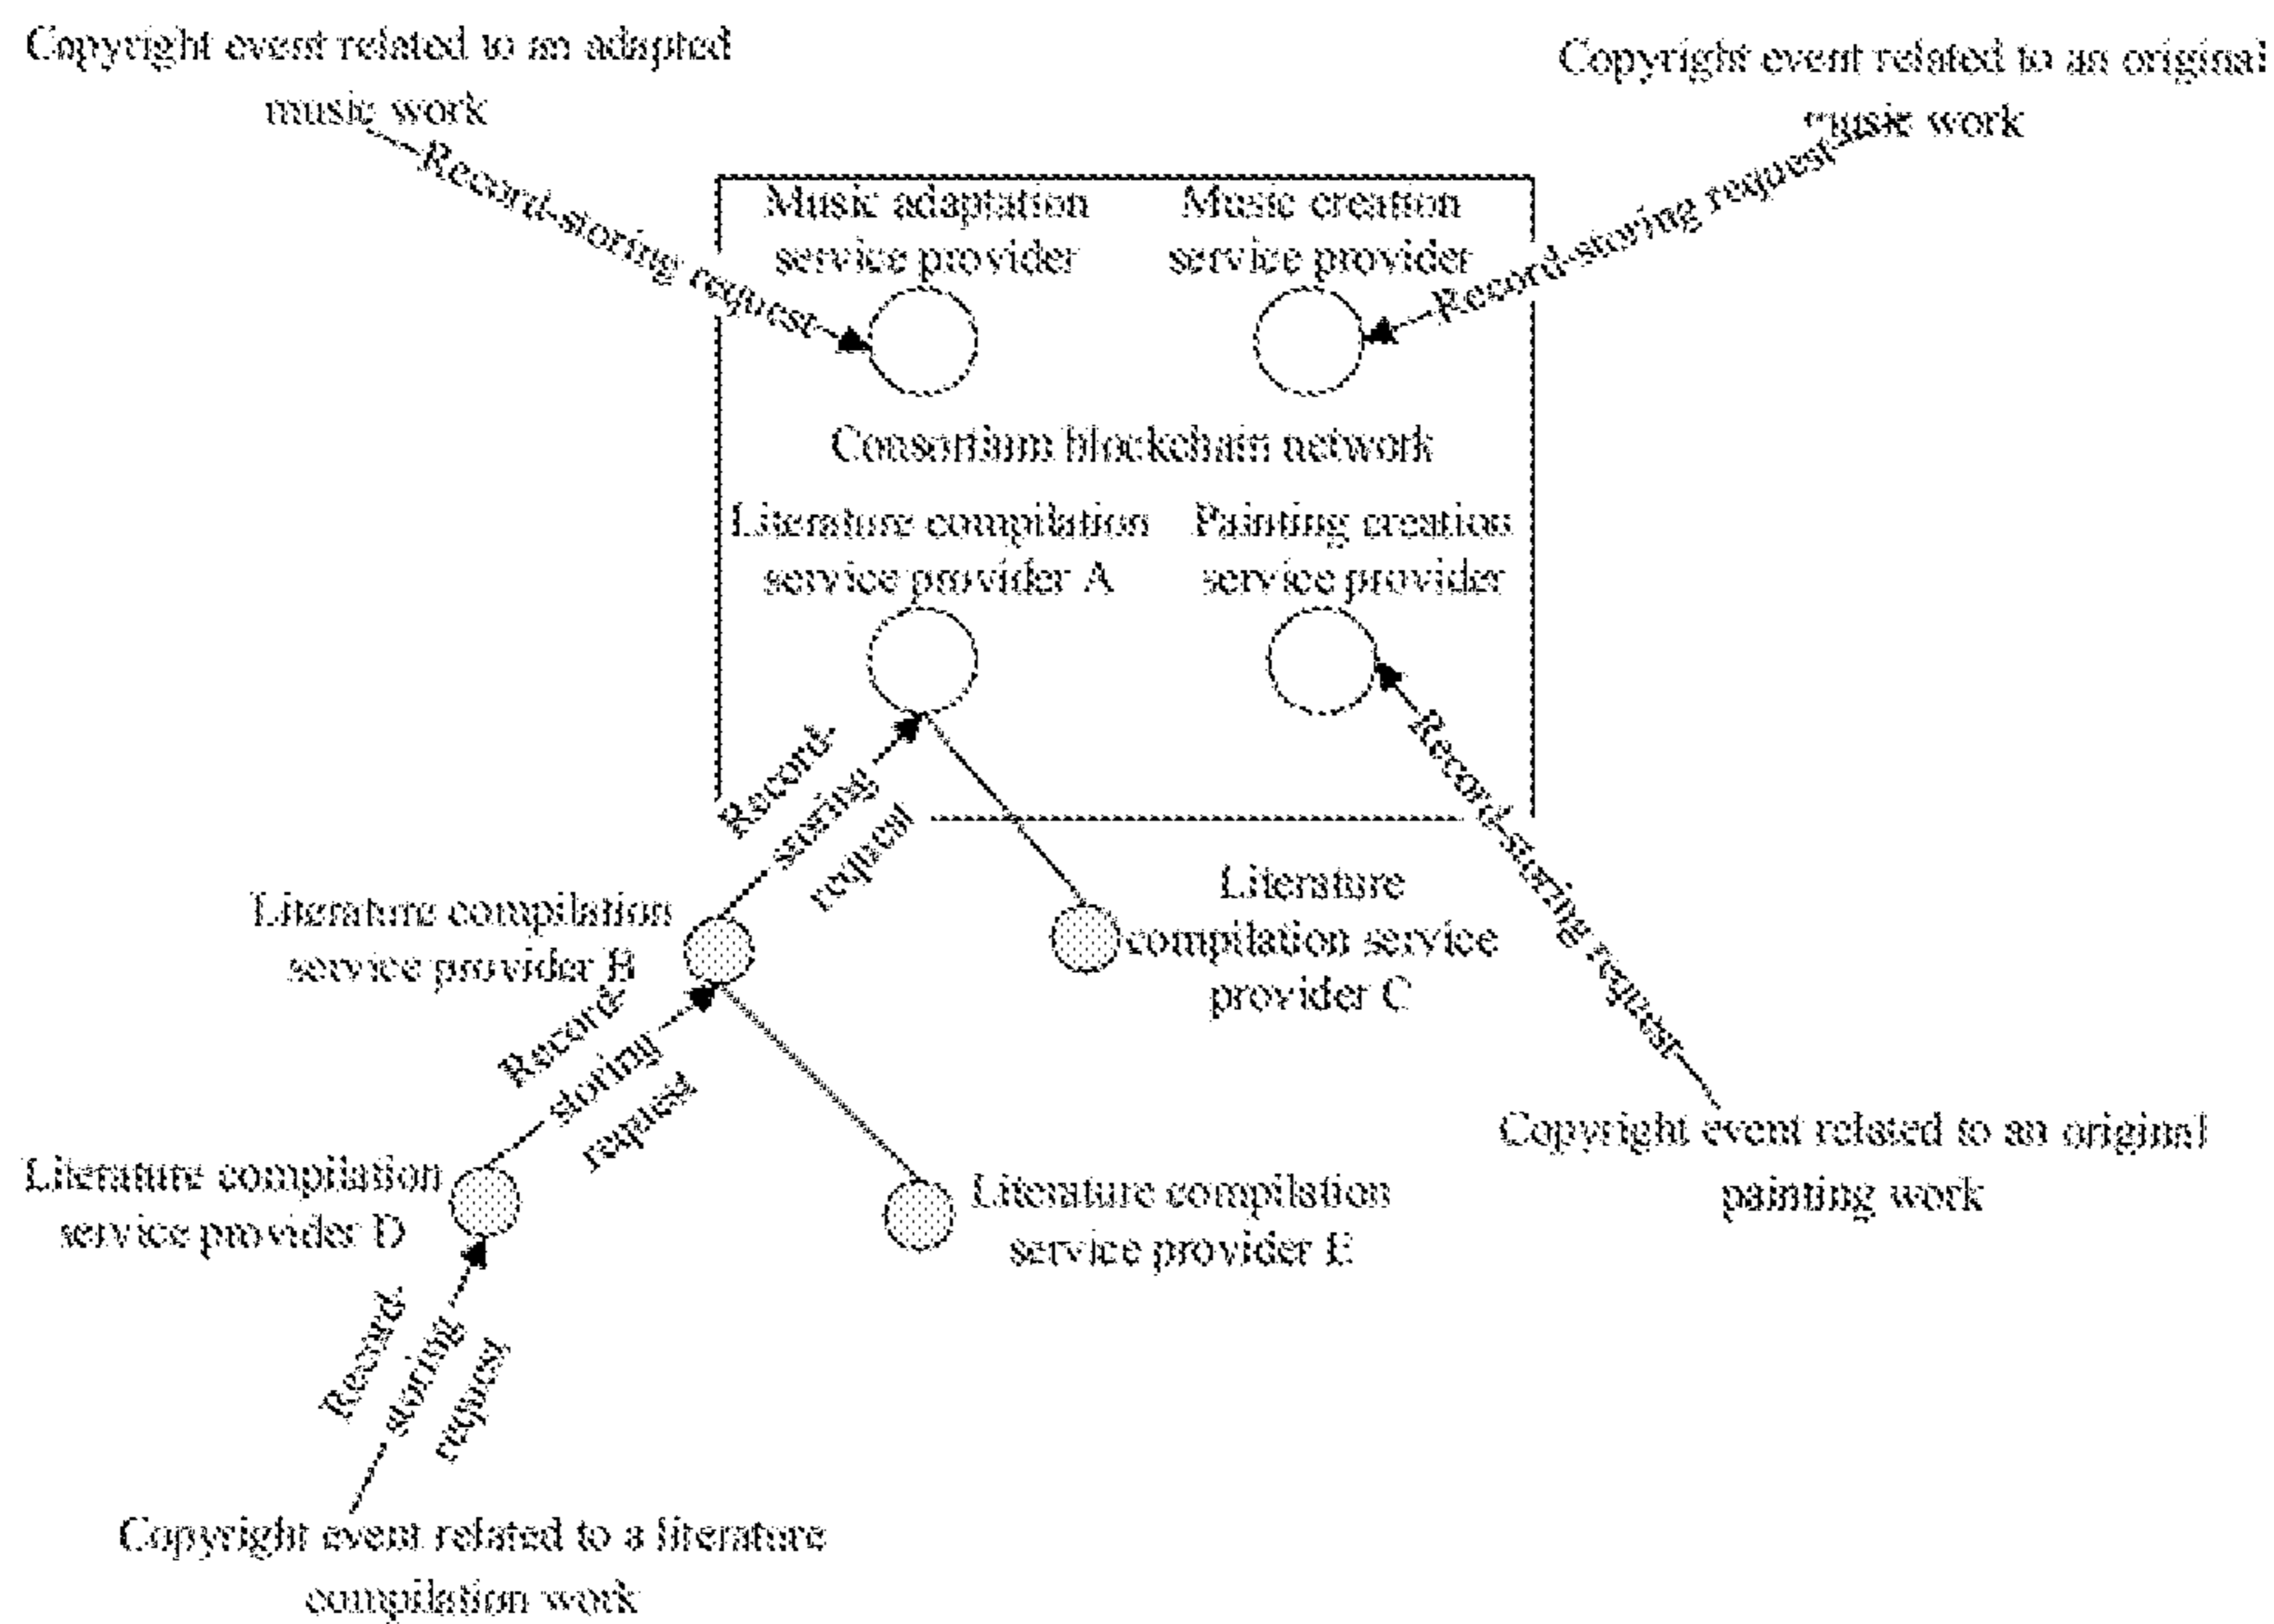 Copyright event related to an adapted
music work
Copyright event related to an original
music work
Record-storing request
Record-storing request
Music adaptation
service provider
Music creation
service provider
Consortium blockchain network
Literature compilation
service provider A
Painting creation
service provider
Record-
storing
request
Record-storing request
Literature compilation
service provider B
Literature
compilation service
provider C
Record-
storing
request
Copyright event related to an original
painting work
Literature compilation
service provider D
Literature compilation
service provider E
Record-
storing
request
Copyright event related to a literature
compilation work